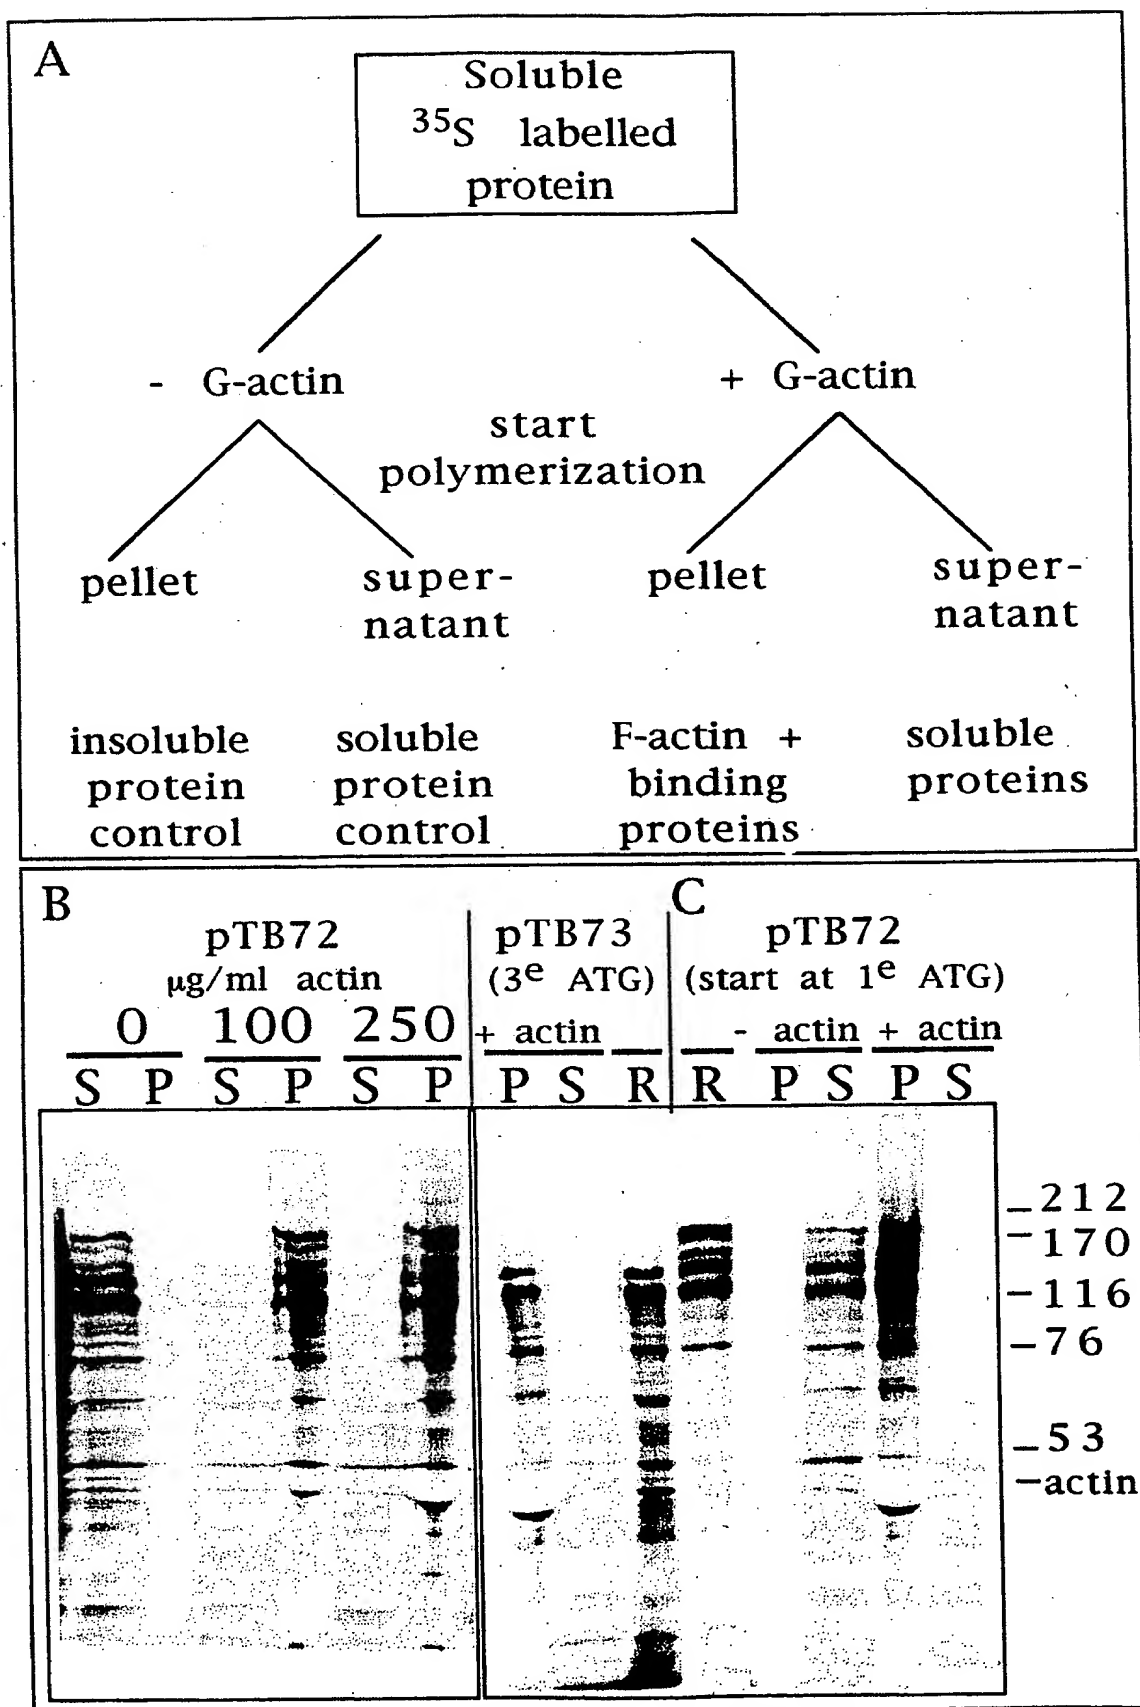 A
Soluble
35S labelled
protein
- G-actin
+ G-actin
start
polymerization
pellet
super-
natant
pellet
super-
natant
insoluble
protein
control
soluble
protein
control
F-actin +
binding
proteins
soluble
proteins
B
pTB72
µg/ml actin
0 100 250
S P S P S P
pTB73
(3e ATG)
+ actin
P S R
C
pTB72
(start at 1e ATG)
- actin + actin
R P S P S
212
170
116
76
53
actin